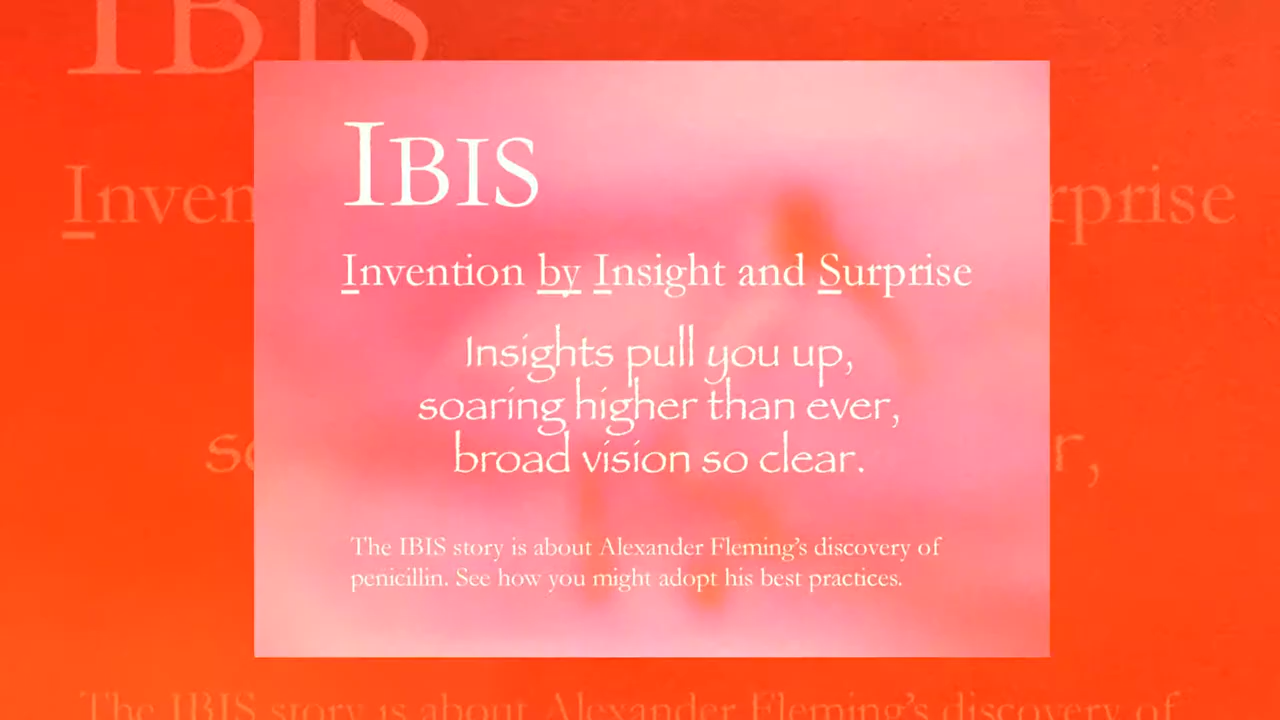 IBIS
Invention by Insight and Surprise
Insights pull you up,
soaring higher than ever,
broad vision so clear.
The IBIS story is about Alexander Fleming's discovery of
penicillin. See how you might adopt his best practices.